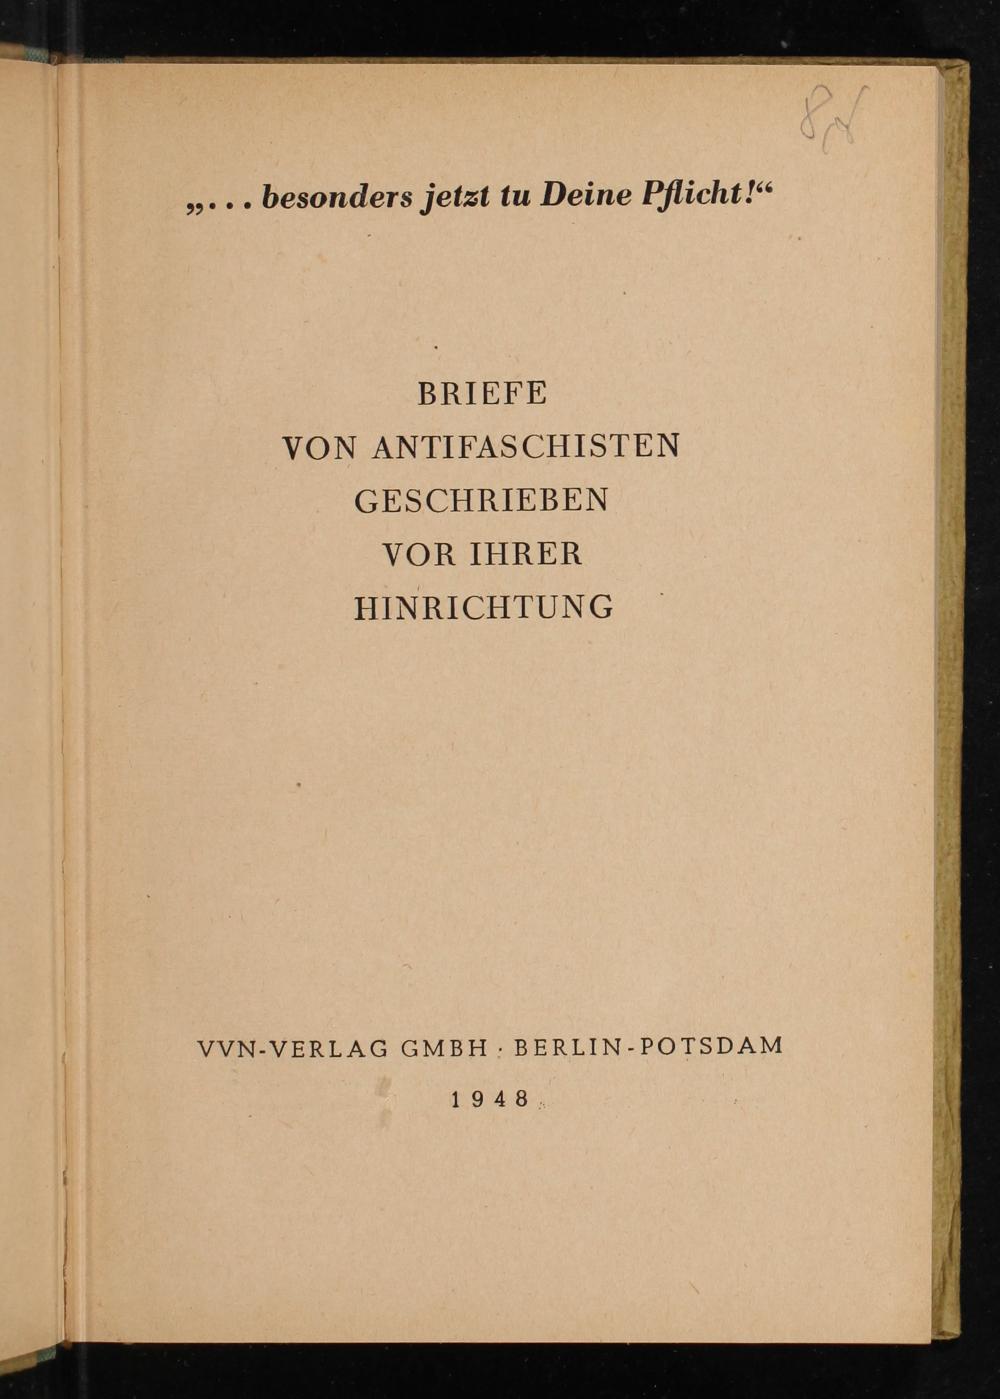 „... besonders jetzt tu Deine Pflicht!“
BRIEFE
VON ANTIFASCHISTEN
GESCHRIEBEN
VOR IHRER
HINRICHTUNG
VVN-VERLAG GMBH · BERLIN-POTSDAM
1948